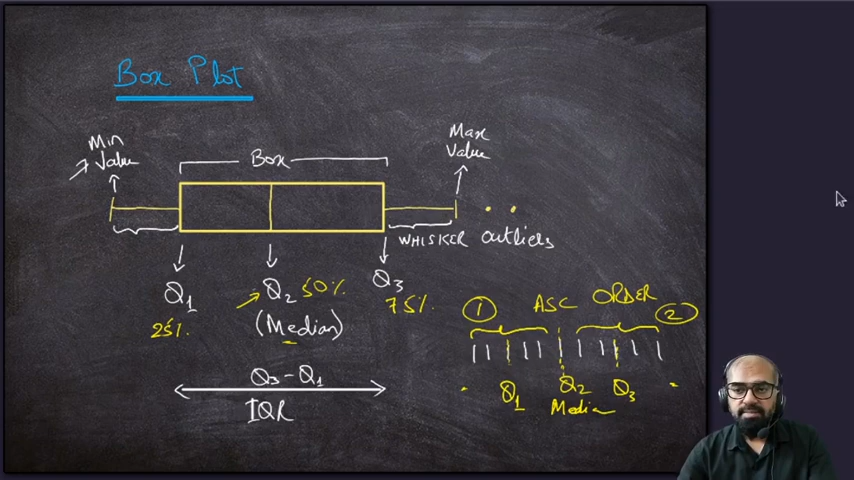 Box Plot
Min
Value
Box
Max
Value
WHISKER outliers
Q1
25%
Q2 50%
(Median)
Q3
75%
Q3-Q1
IQR
1 ASC ORDER 2
Q1 Q2 Q3
Median